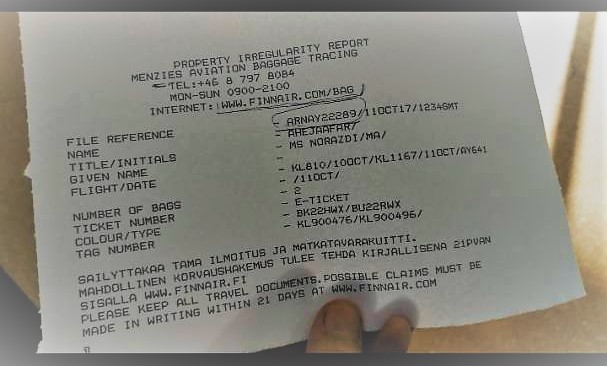 PROPERTY IRREGULARITY REPORT
MENZIES AVIATION BAGGAGE TRACING
TEL:+46 8 797 8084
MON-SUN 0900-2100
INTERNET: WWW.FINNAIR.COM/BAG
FILE REFERENCE - ARNAY22289/11OCT17/1234GMT
NAME - AHEJAAFAR/
TITLE/INITIALS - MS NORAZDI/MA/
GIVEN NAME -
FLIGHT/DATE - KL810/10OCT/KL1167/11OCT/AY641
- /11OCT/
NUMBER OF BAGS - 2
TICKET NUMBER - E-TICKET
COLOUR/TYPE - BK22HWX/BU22RWX
TAG NUMBER - KL900476/KL900496/
SAILYTTAKAA TAMA ILMOITUS JA MATKATAVARAKUITTI.
MAHDOLLINEN KORVAUSHAKEMUS TULEE TEHDA KIRJALLISENA 21PVAN
SISALLA WWW.FINNAIR.FI
PLEASE KEEP ALL TRAVEL DOCUMENTS.POSSIBLE CLAIMS MUST BE
MADE IN WRITING WITHIN 21 DAYS AT WWW.FINNAIR.COM